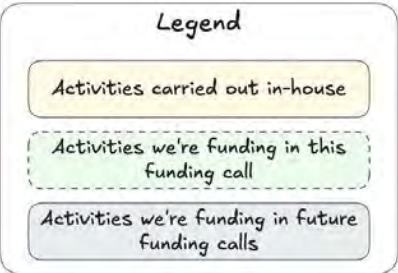 Legend
Activities carried out in-house
Activities we're funding in this
funding call
Activities we're funding in future
funding calls